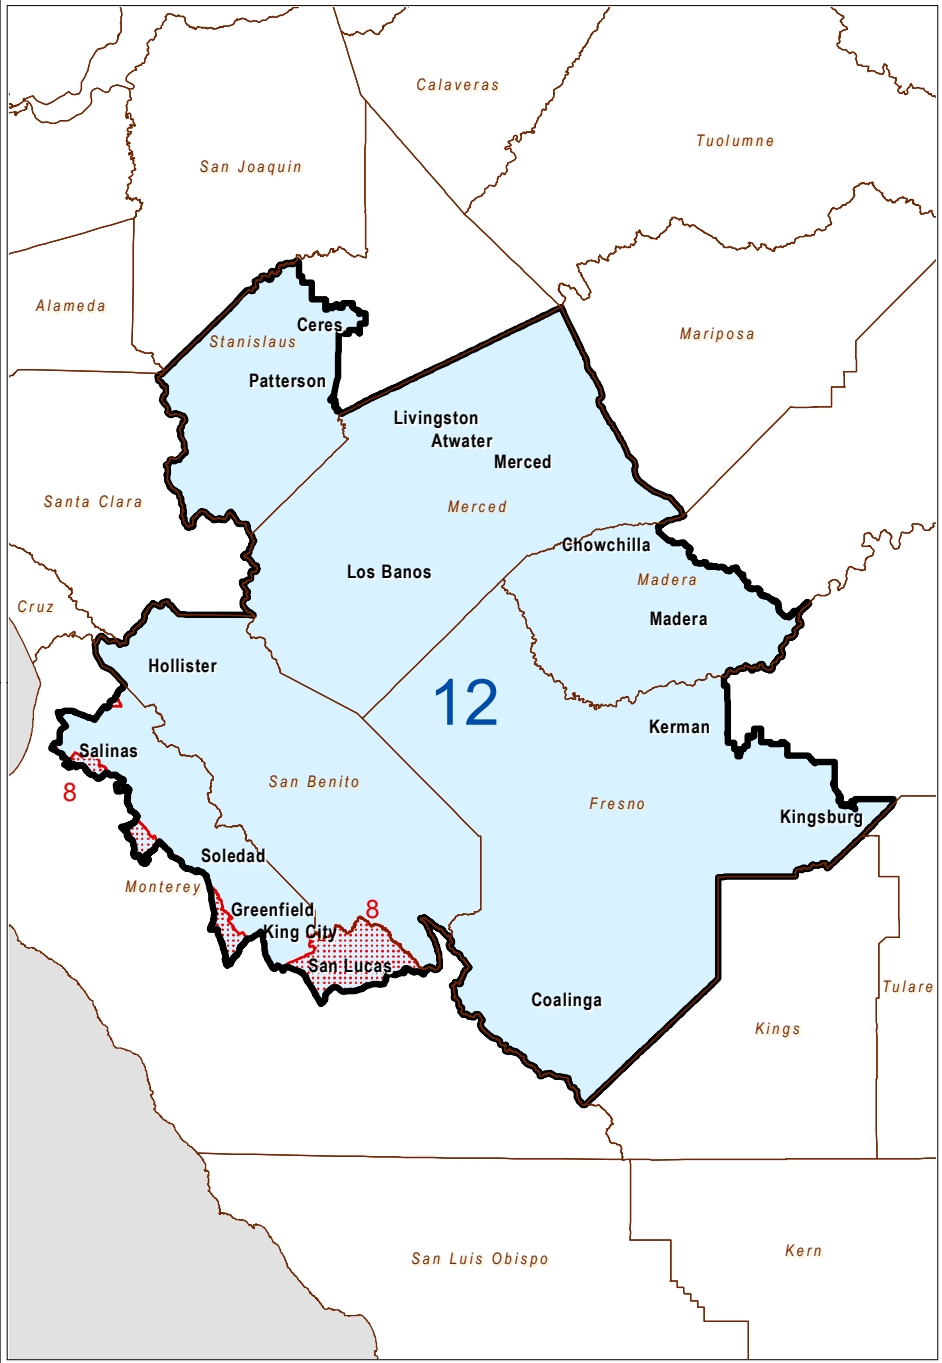 Calaveras
Tuolumne
San Joaquin
Alameda
Ceres
Stanislaus
Mariposa
Patterson
Livingston
Atwater
Merced
Santa Clara
Merced
Chowchilla
Los Banos
Madera
Cruz
Madera
Hollister
12
Kerman
Salinas
San Benito
8
Fresno
Kingsburg
Soledad
Monterey
Greenfield
8
King City
San Lucas
Coalinga
Tulare
Kings
San Luis Obispo
Kern